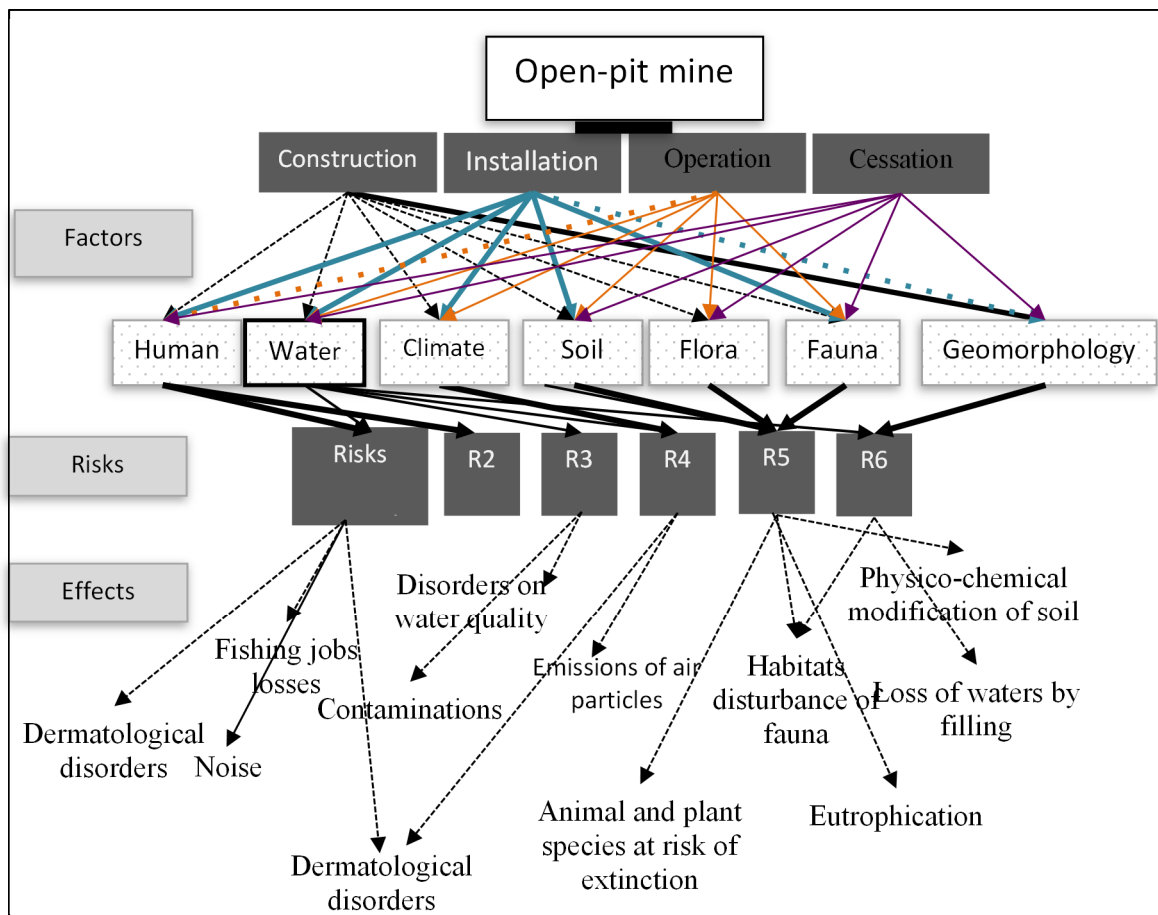 Open-pit mine
Construction
Installation
Operation
Cessation
Factors
Human
Water
Climate
Soil
Flora
Fauna
Geomorphology
Risks
Risks
R2
R3
R4
R5
R6
Effects
Disorders on
water quality
Physico-chemical
modification of soil
Fishing jobs
losses
Emissions of air
particles
Habitats
disturbance of
fauna
Loss of waters by
filling
Contaminations
Dermatological
disorders
Noise
Animal and plant
species at risk of
extinction
Eutrophication
Dermatological
disorders